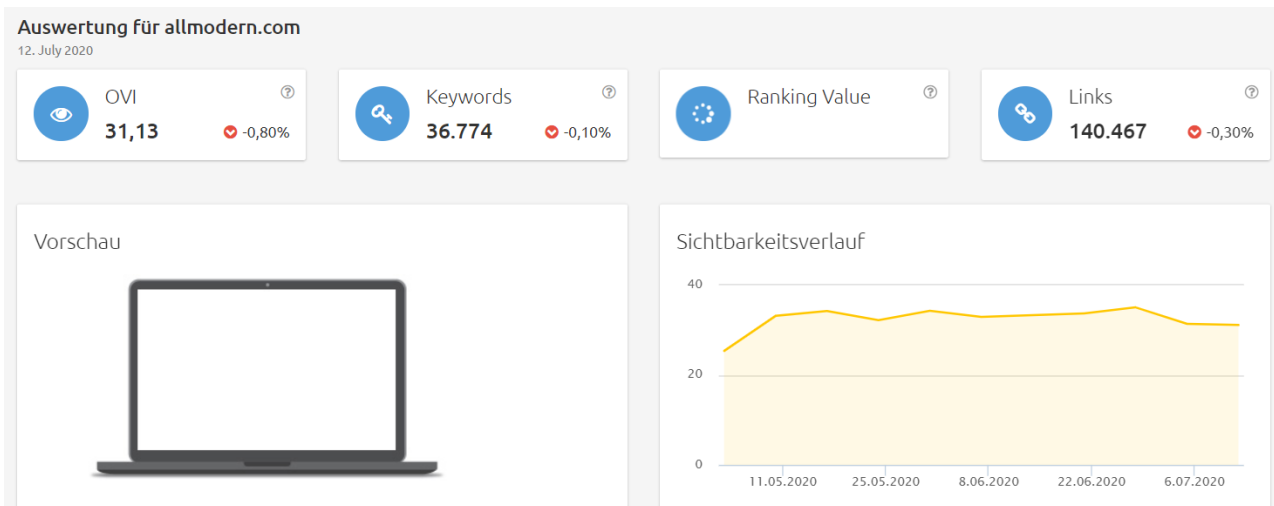 Auswertung für allmodern.com
12. July 2020
OVI
31,13
-0,80%
Keywords
36.774
-0,10%
Ranking Value
Links
140.467
-0,30%
Vorschau
Sichtbarkeitsverlauf
40
20
0
11.05.2020 25.05.2020 8.06.2020 22.06.2020 6.07.2020